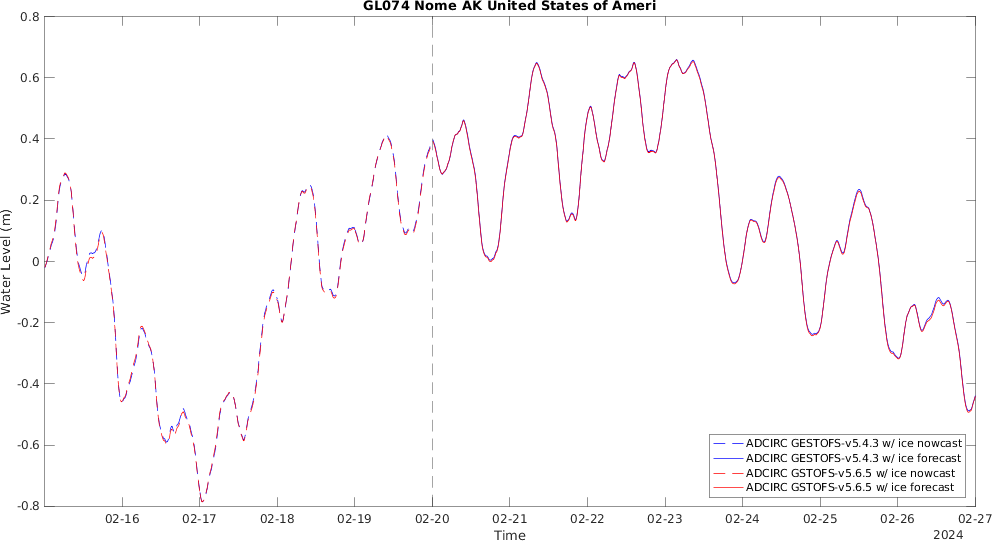 GL074 Nome AK United States of Ameri
0.8
0.6
0.4
0.2
0
-0.2
-0.4
-0.6
-0.8
Water Level (m)
02-16 02-17 02-18 02-19 02-20 02-21 02-22 02-23 02-24 02-25 02-26 02-27
Time
2024
ADCIRC GESTOFS-v5.4.3 w/ ice nowcast
ADCIRC GESTOFS-v5.4.3 w/ ice forecast
ADCIRC GSTOFS-v5.6.5 w/ ice nowcast
ADCIRC GSTOFS-v5.6.5 w/ ice forecast